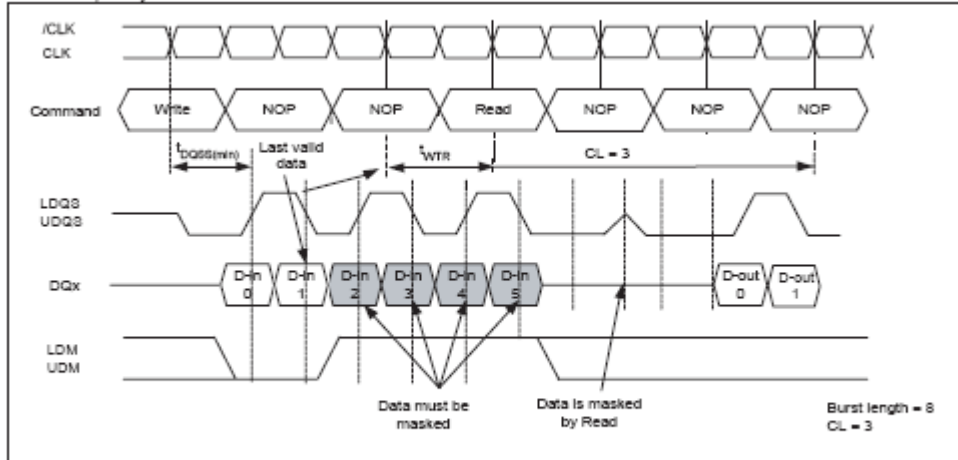 /CLK
CLK
Command Write NOP NOP Read NOP NOP NOP
tDQSS(min) Last valid data tWTR CL = 3
LDQS
UDQS
DQx D-in 0 D-in 1 D-in 2 D-in 3 D-in 4 D-in 5 D-out 0 D-out 1
LDM
UDM
Data must be masked Data is masked by Read
Burst length = 8
CL = 3